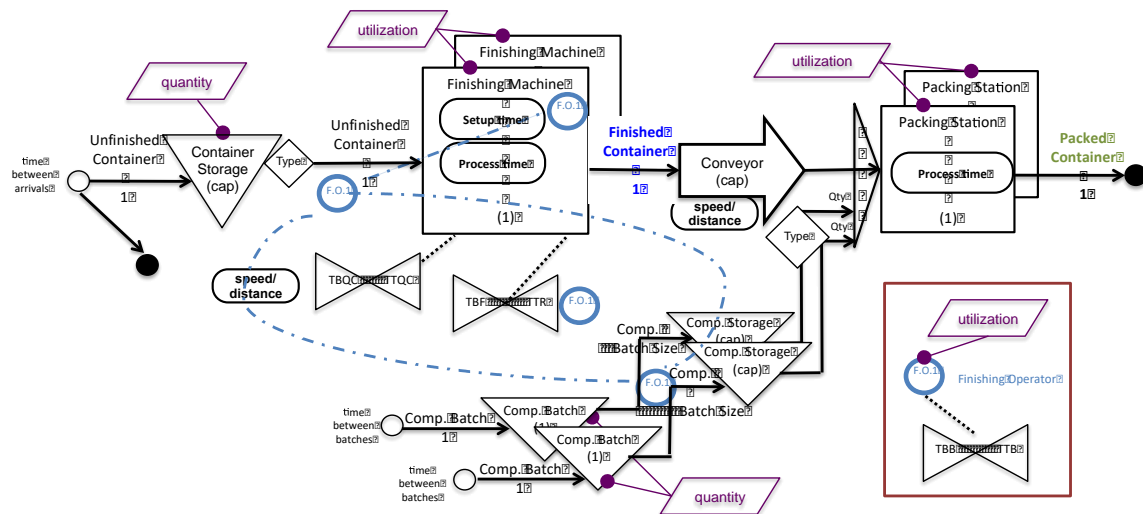 utilization
Finishing Machine
quantity
Finishing Machine
utilization
Packing Station
Packing Station
F.O.1
Setup time
Unfinished
Container
1
time
between
arrivals
Container
Storage
(cap)
Type
Unfinished
Container
1
Process time
(1)
Finished
Container
1
Conveyor
(cap)
speed/
distance
Process time
(1)
Packed
Container
1
F.O.1
Qty
Qty
Type
speed/
distance
TBQC TTQC
TBF TTR
F.O.1
Comp.
Batch Size
Comp. Storage
(cap)
Comp. Storage
(cap)
F.O.1
Comp.
1
Batch Size
utilization
F.O.1
Finishing Operator
TBB TTB
time
between
batches
Comp. Batch
1
Comp. Batch
(1)
Comp. Batch
(1)
time
between
batches
Comp. Batch
1
quantity